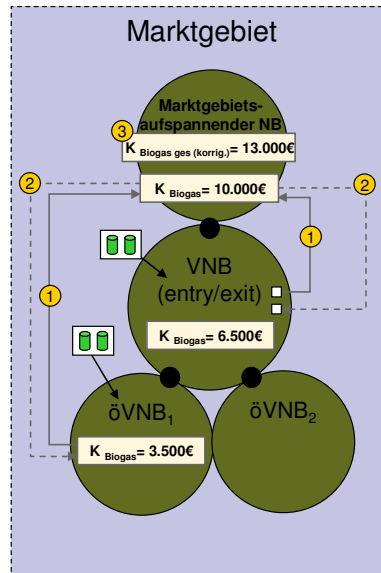 Marktgebiet
Marktgebiets-
aufspannender NB
3
K Biogas ges (korrig.)= 13.000€
2
K Biogas= 10.000€
2
1
1
VNB
(entry/exit)
K Biogas= 6.500€
öVNB1
öVNB2
K Biogas= 3.500€